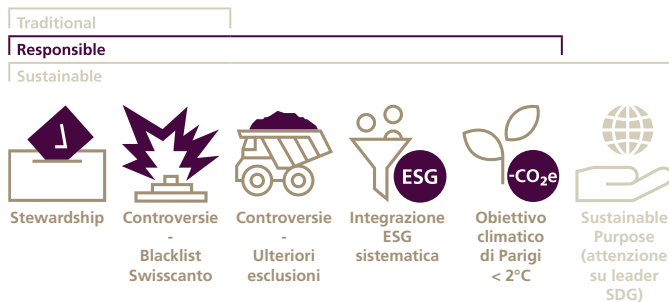 Traditional
Responsible
Sustainable
ESG
-CO₂e
Stewardship
Controversie
-
Blacklist
Swisscanto
Controversie
-
Ulteriori
esclusioni
Integrazione
ESG
sistematica
Obiettivo
climatico
di Parigi
< 2°C
Sustainable
Purpose
(attenzione
su leader
SDG)